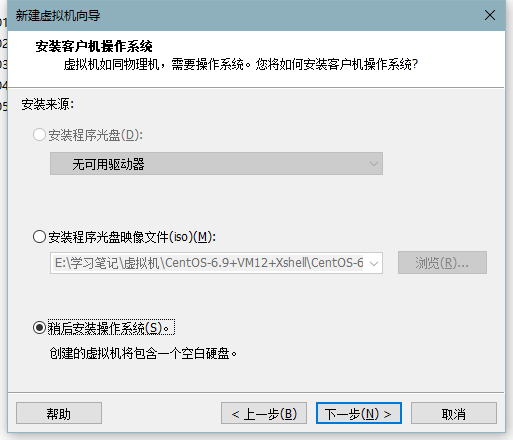 新建虚拟机向导
安装客户机操作系统
虚拟机如同物理机，需要操作系统。您将如何安装客户机操作系统?
安装来源:
安装程序光盘(D):
无可用驱动器
安装程序光盘映像文件(iso)(M):
E:\学习笔记\虚拟机\CentOS-6.9+VM12+Xshell\CentOS-6
浏览(R)...
稍后安装操作系统(S)。
创建的虚拟机将包含一个空白硬盘。
帮助
< 上一步(B)
下一步(N) >
取消